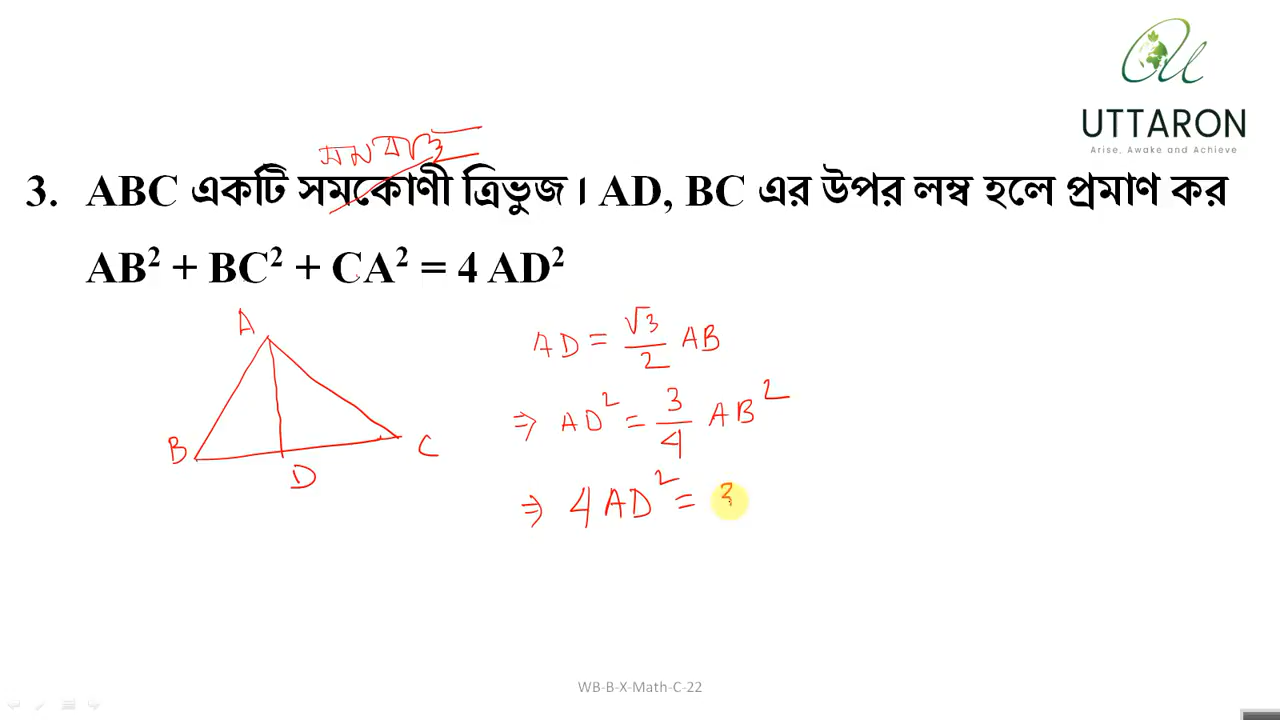 UTTARON
Arise, Awake and Achieve
সমবাহু
3. ABC একটি সমকোণী ত্রিভুজ। AD, BC এর উপর লম্ব হলে প্রমাণ কর
AB² + BC² + CA² = 4 AD²
A
B
D
C
AD = √3/2 AB
⇒ AD² = 3/4 AB²
⇒ 4AD² = 3
WB-B-X-Math-C-22